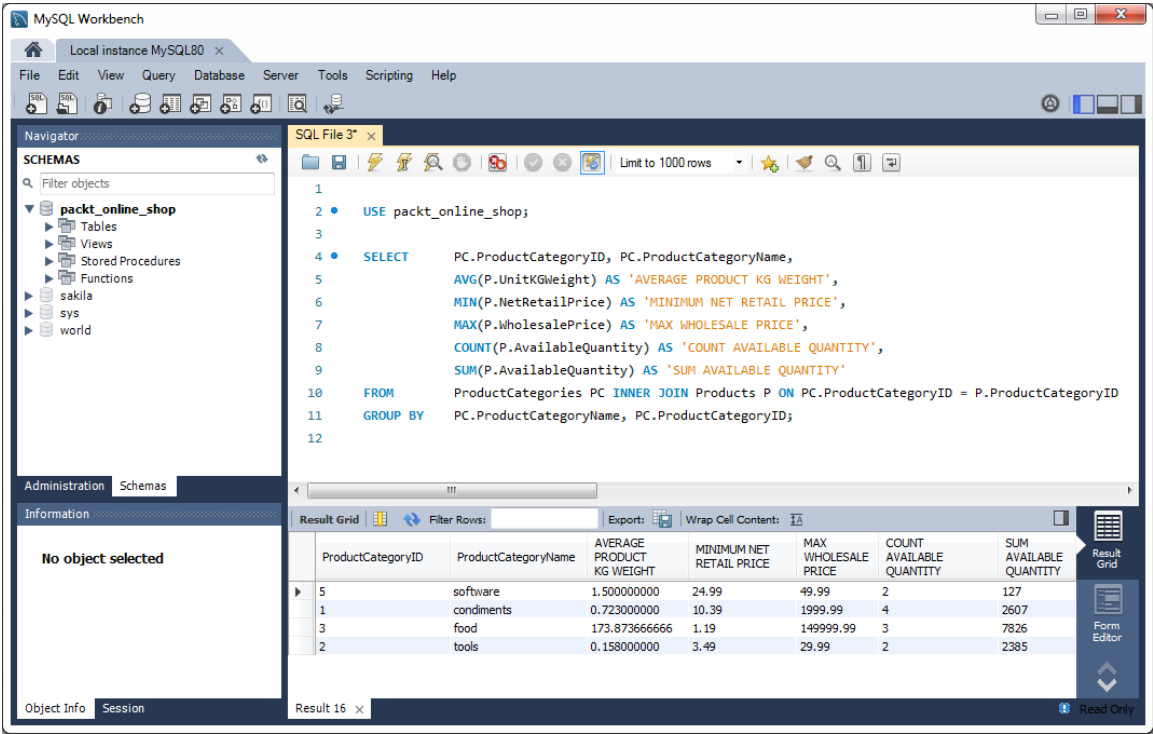 MySQL Workbench
Local instance MySQL80 ×
File Edit View Query Database Server Tools Scripting Help
Navigator
SCHEMAS
Filter objects
packt_online_shop
Tables
Views
Stored Procedures
Functions
sakila
sys
world
Administration Schemas
Information
No object selected
Object Info Session
SQL File 3* ×
Limit to 1000 rows
1
2 USE packt_online_shop;
3
4 SELECT PC.ProductCategoryID, PC.ProductCategoryName,
5 AVG(P.UnitKGWeight) AS 'AVERAGE PRODUCT KG WEIGHT',
6 MIN(P.NetRetailPrice) AS 'MINIMUM NET RETAIL PRICE',
7 MAX(P.WholesalePrice) AS 'MAX WHOLESALE PRICE',
8 COUNT(P.AvailableQuantity) AS 'COUNT AVAILABLE QUANTITY',
9 SUM(P.AvailableQuantity) AS 'SUM AVAILABLE QUANTITY'
10 FROM ProductCategories PC INNER JOIN Products P ON PC.ProductCategoryID = P.ProductCategoryID
11 GROUP BY PC.ProductCategoryName, PC.ProductCategoryID;
12
Result Grid Filter Rows: Export: Wrap Cell Content: IA
ProductCategoryID ProductCategoryName AVERAGE PRODUCT KG WEIGHT MINIMUM NET RETAIL PRICE MAX WHOLESALE PRICE COUNT AVAILABLE QUANTITY SUM AVAILABLE QUANTITY
5 software 1.500000000 24.99 49.99 2 127
1 condiments 0.723000000 10.39 1999.99 4 2607
3 food 173.873666666 1.19 149999.99 3 7826
2 tools 0.158000000 3.49 29.99 2 2385
Result Grid
Form Editor
Result 16 ×
Read Only